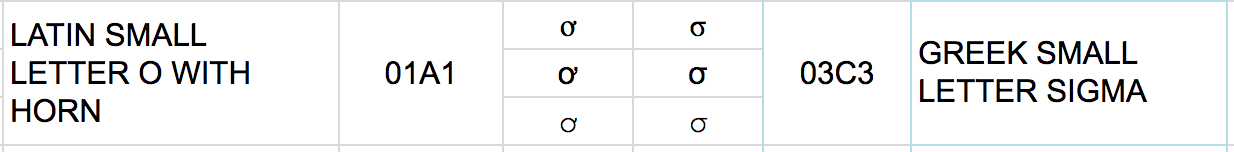 LATIN SMALL
LETTER O WITH
HORN
01A1
ơ σ
ơ σ
ơ σ
03C3
GREEK SMALL
LETTER SIGMA